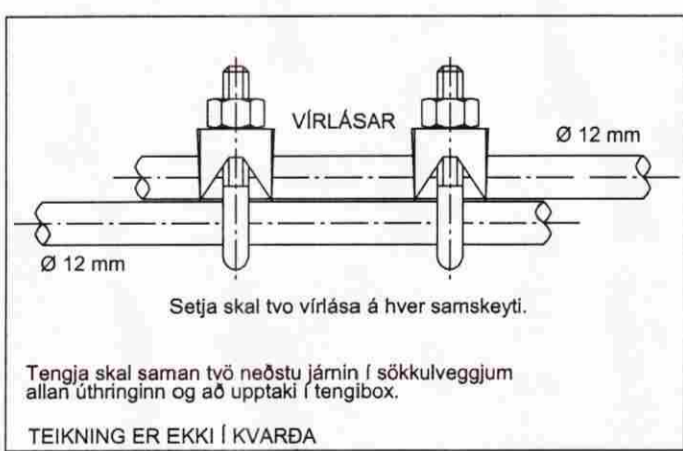 VÍRLÁSAR
Ø 12 mm
Ø 12 mm
Setja skal tvo vírlása á hver samskeyti.
Tengja skal saman tvö neðstu járnin í sökkulveggjum
allan úthringinn og að upptaki í tengibox.
TEIKNING ER EKKI Í KVARÐA